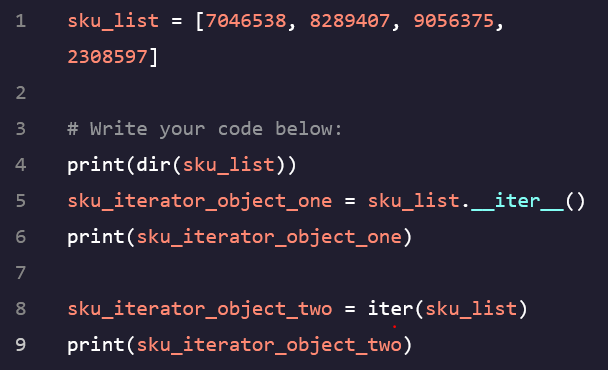 1 sku_list = [7046538, 8289407, 9056375,
2308597]
2
3 # Write your code below:
4 print(dir(sku_list))
5 sku_iterator_object_one = sku_list.__iter__()
6 print(sku_iterator_object_one)
7
8 sku_iterator_object_two = iter(sku_list)
9 print(sku_iterator_object_two)